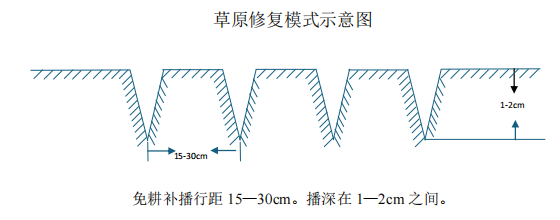 草原修复模式示意图
1-2cm
15-30cm
免耕补播行距 15—30cm。播深在 1—2cm 之间。